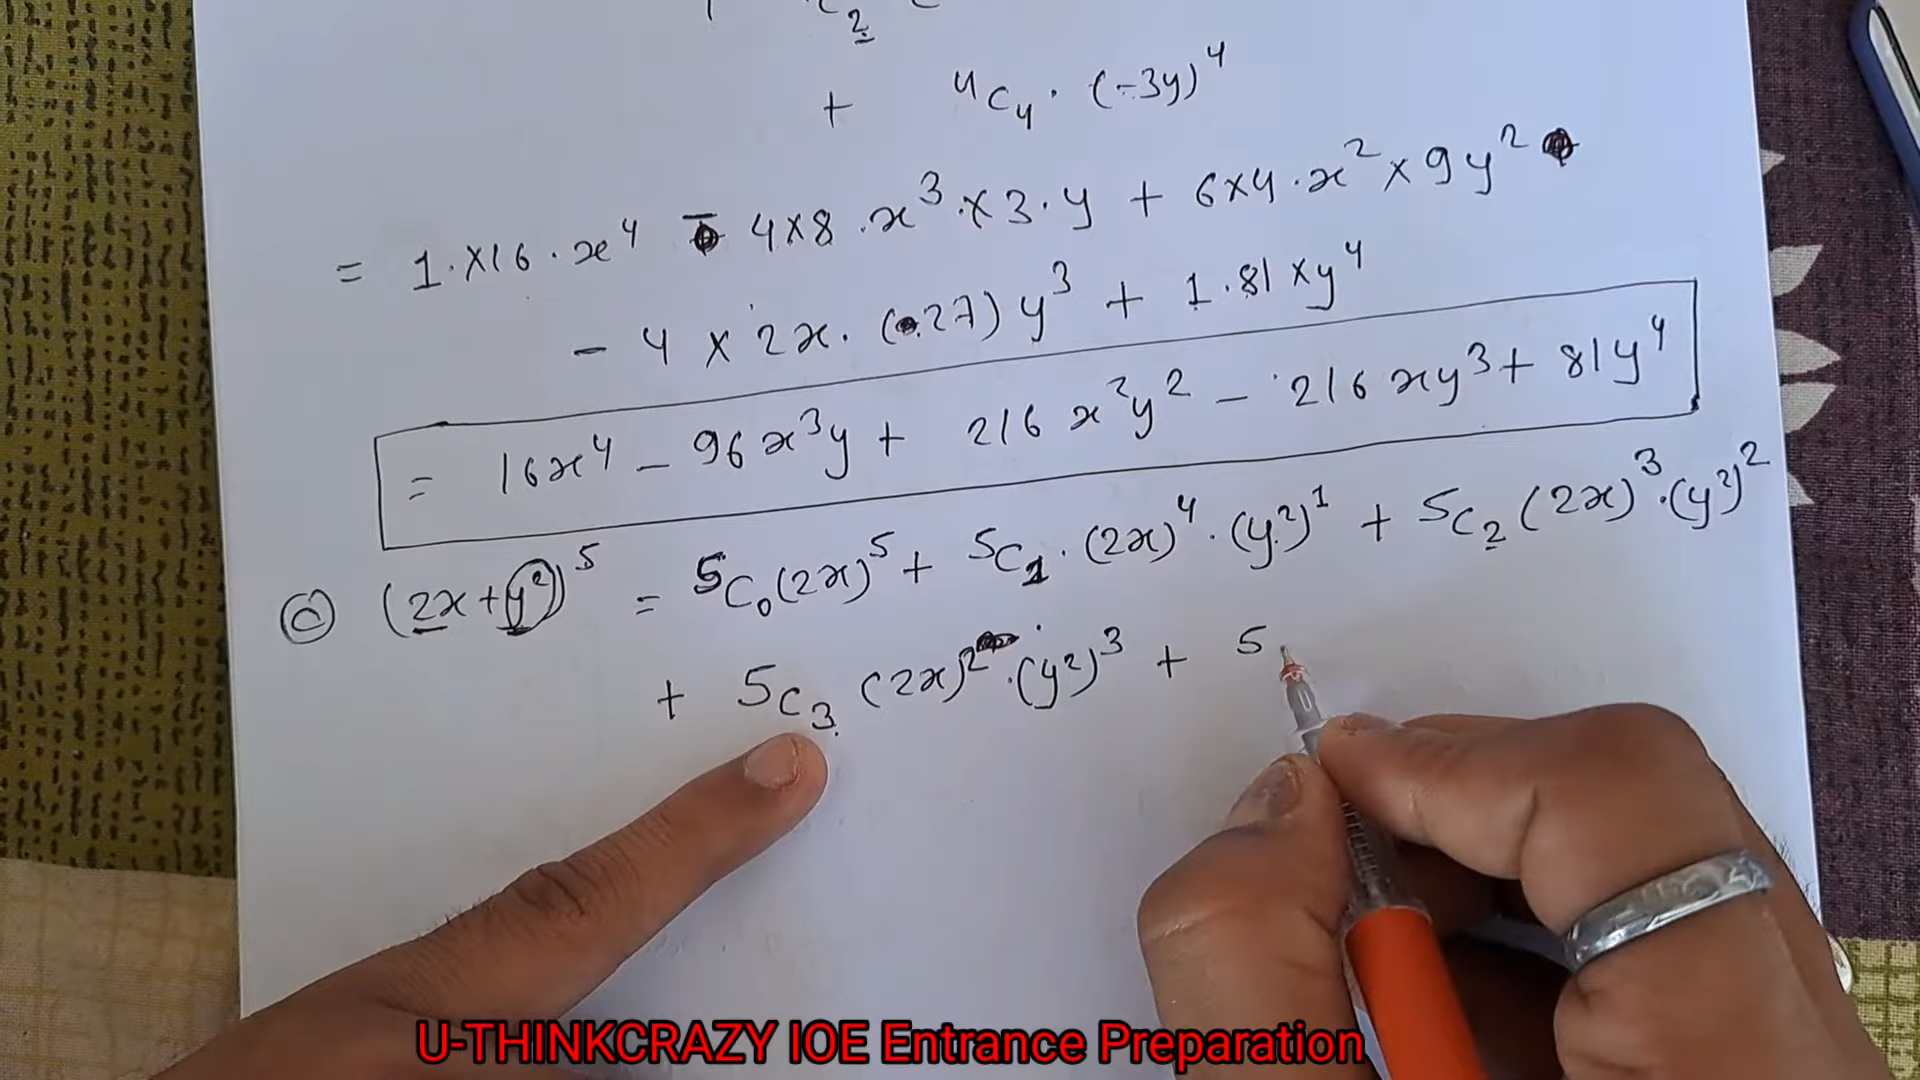 + ⁴C₄ · (-3y)⁴
= 1·×16·x⁴ - 4×8·x³·×3·y + 6×4·x²×9y²
- 4×2x·(27)y³ + 1·81×y⁴
= 16x⁴ - 96x³y + 216x²y² - 216xy³ + 81y⁴
ⓒ (2x+y²)⁵ = ⁵C₀(2x)⁵ + ⁵C₁·(2x)⁴·(y²)¹ + ⁵C₂(2x)³·(y²)²
+ ⁵C₃(2x)²·(y²)³ + 5
U-THINKCRAZY IOE Entrance Preparation